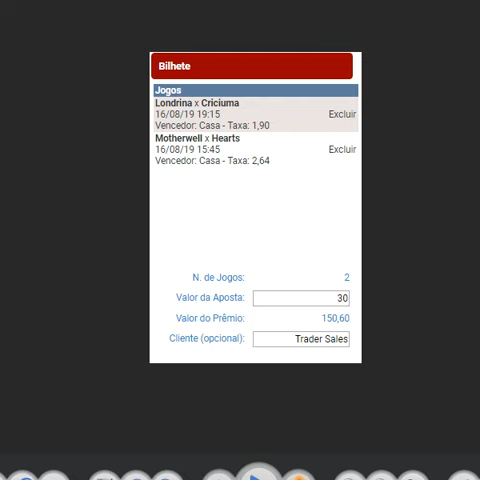 Bilhete
Jogos
Londrina x Criciuma
16/08/19 19:15 Excluir
Vencedor: Casa - Taxa: 1,90
Motherwell x Hearts
16/08/19 15:45 Excluir
Vencedor: Casa - Taxa: 2,64
N. de Jogos: 2
Valor da Aposta: 30
Valor do Prêmio: 150,60
Cliente (opcional): Trader Sales